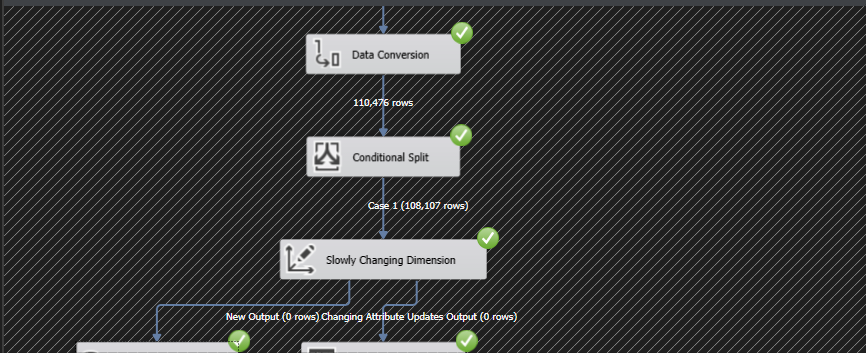 Data Conversion
110,476 rows
Conditional Split
Case 1 (108,107 rows)
Slowly Changing Dimension
New Output (0 rows) Changing Attribute Updates Output (0 rows)